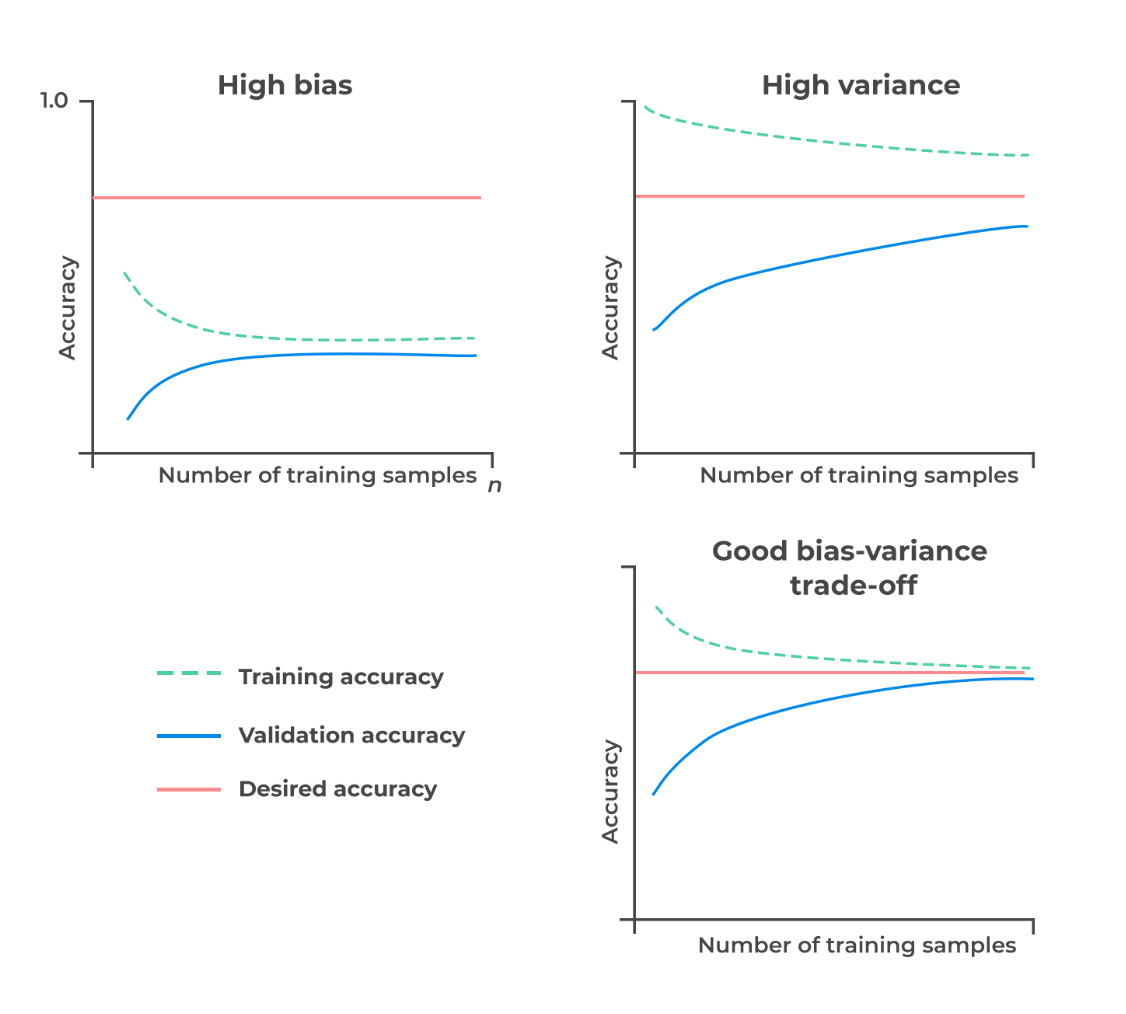 High bias
1.0
Accuracy
Number of training samples
n
High variance
Accuracy
Number of training samples
Good bias-variance
trade-off
Accuracy
Number of training samples
Training accuracy
Validation accuracy
Desired accuracy